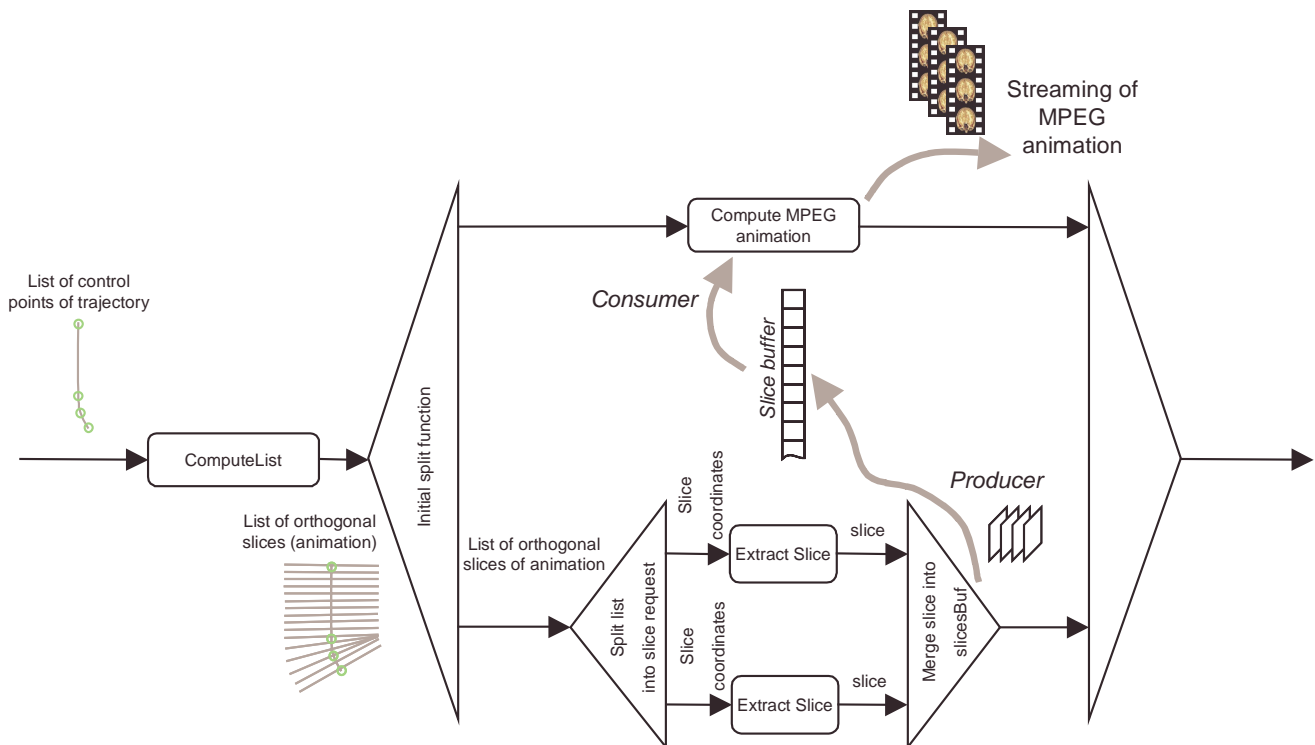 Streaming of
MPEG
animation
Compute MPEG
animation
List of control
points of trajectory
Consumer
Slice buffer
ComputeList
Initial split function
Producer
List of orthogonal
slices (animation)
List of orthogonal
slices of animation
Split list
into slice request
Slice
coordinates
Extract Slice
slice
Slice
coordinates
Extract Slice
slice
Merge slice into
slicesBuf